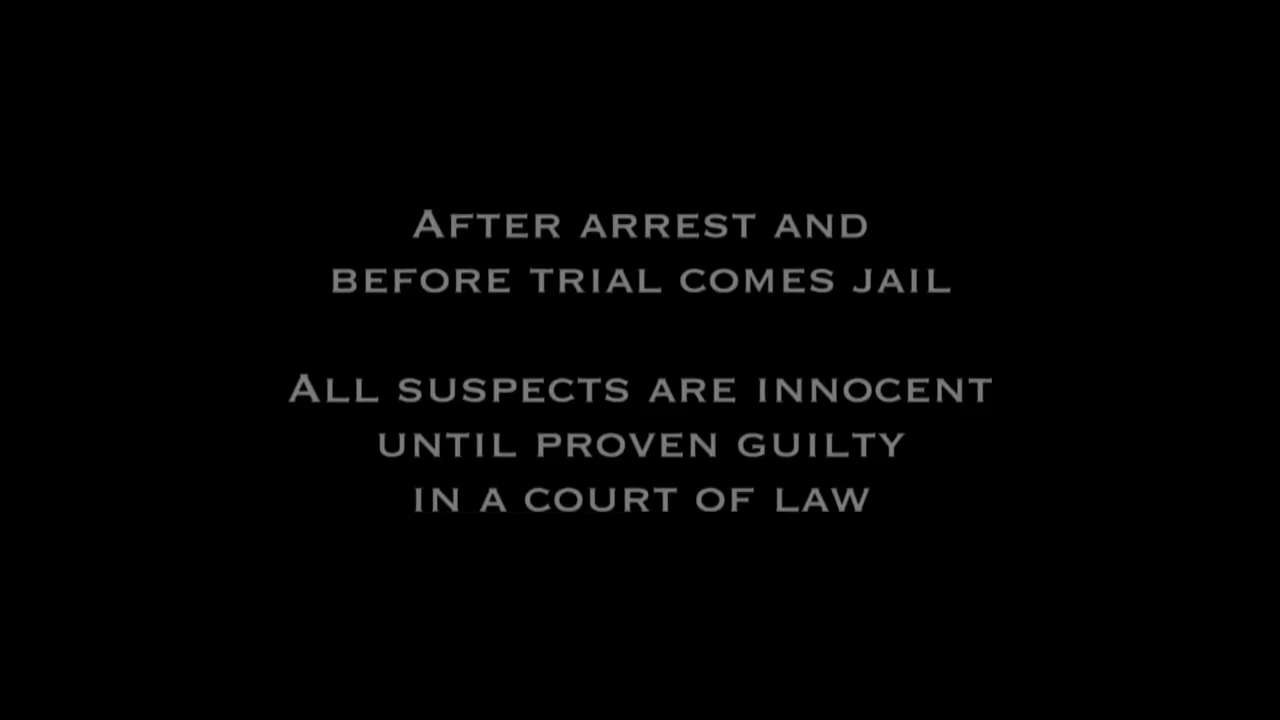 AFTER ARREST AND
BEFORE TRIAL COMES JAIL
ALL SUSPECTS ARE INNOCENT
UNTIL PROVEN GUILTY
IN A COURT OF LAW